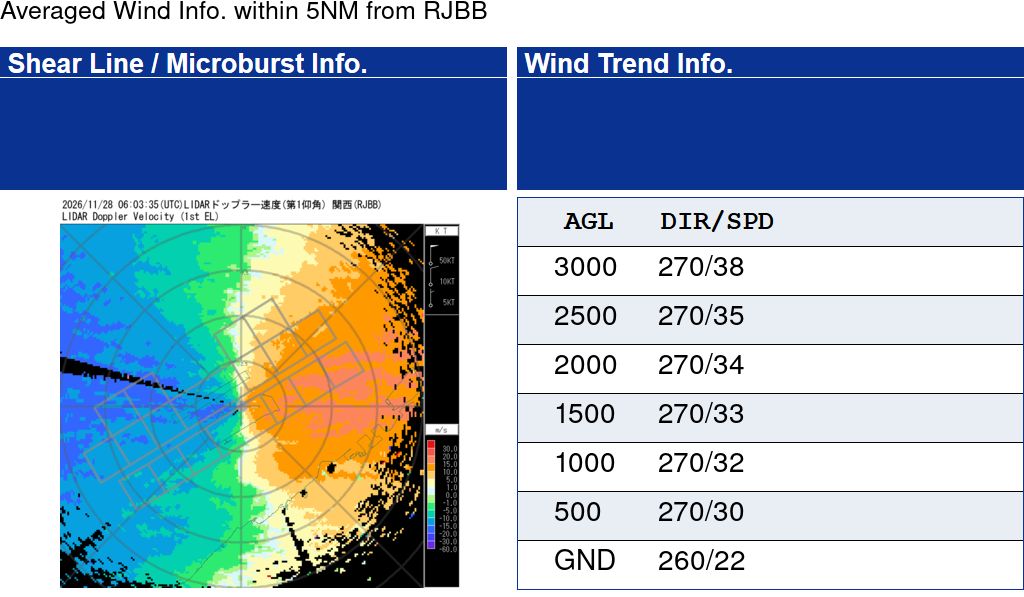 Averaged Wind Info. within 5NM from RJBB
Shear Line / Microburst Info.
Wind Trend Info.
2026/11/28 06:03:35(UTC)LIDARドップラー速度(第1仰角) 関西(RJBB)
LIDAR Doppler Velocity (1st EL)
K T
50KT
10KT
5KT
m/s
30.0
20.0
15.0
10.0
5.0
1.0
0.0
-1.0
-5.0
-10.0
-15.0
-20.0
-30.0
-60.0
AGL DIR/SPD
3000 270/38
2500 270/35
2000 270/34
1500 270/33
1000 270/32
500 270/30
GND 260/22